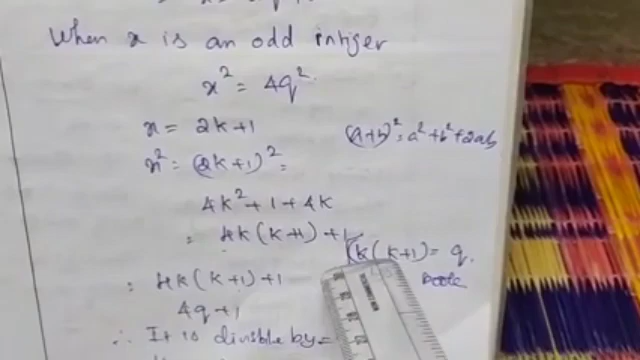 When x is an odd intiger
x² = 4q²
x = 2k+1
(a+b)² = a²+b²+2ab
x² = (2k+1)² =
4k²+1+4k
= 4k(k+1)+1
[k(k+1) = q.
: 4k(k+1)+1
4q+1
∴ It is divisible by =